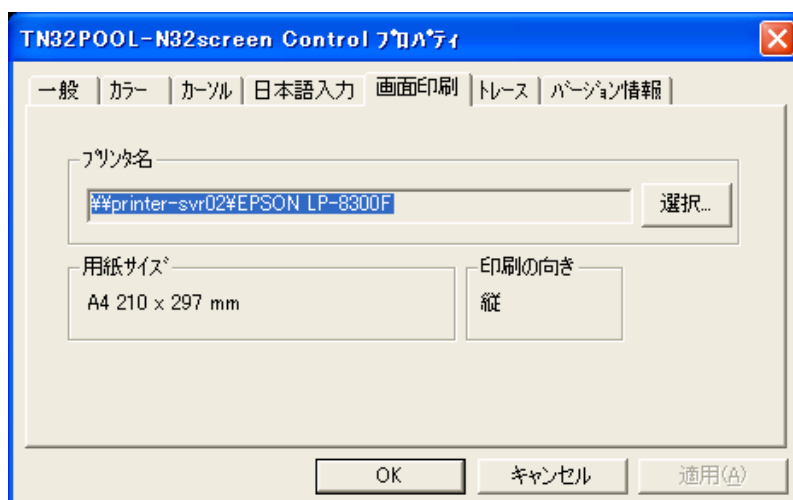 TN32POOL-N32screen Control ﾌﾟﾛﾊﾟﾃｨ
一般 ｶﾗｰ ｶｰｿﾙ 日本語入力 画面印刷 ﾄﾚｰｽ ﾊﾞｰｼﾞｮﾝ情報
ﾌﾟﾘﾝﾀ名
¥¥printer-svr02¥EPSON LP-8300F 選択...
用紙ｻｲｽﾞ 印刷の向き
A4 210 x 297 mm 縦
OK キャンセル 適用(A)